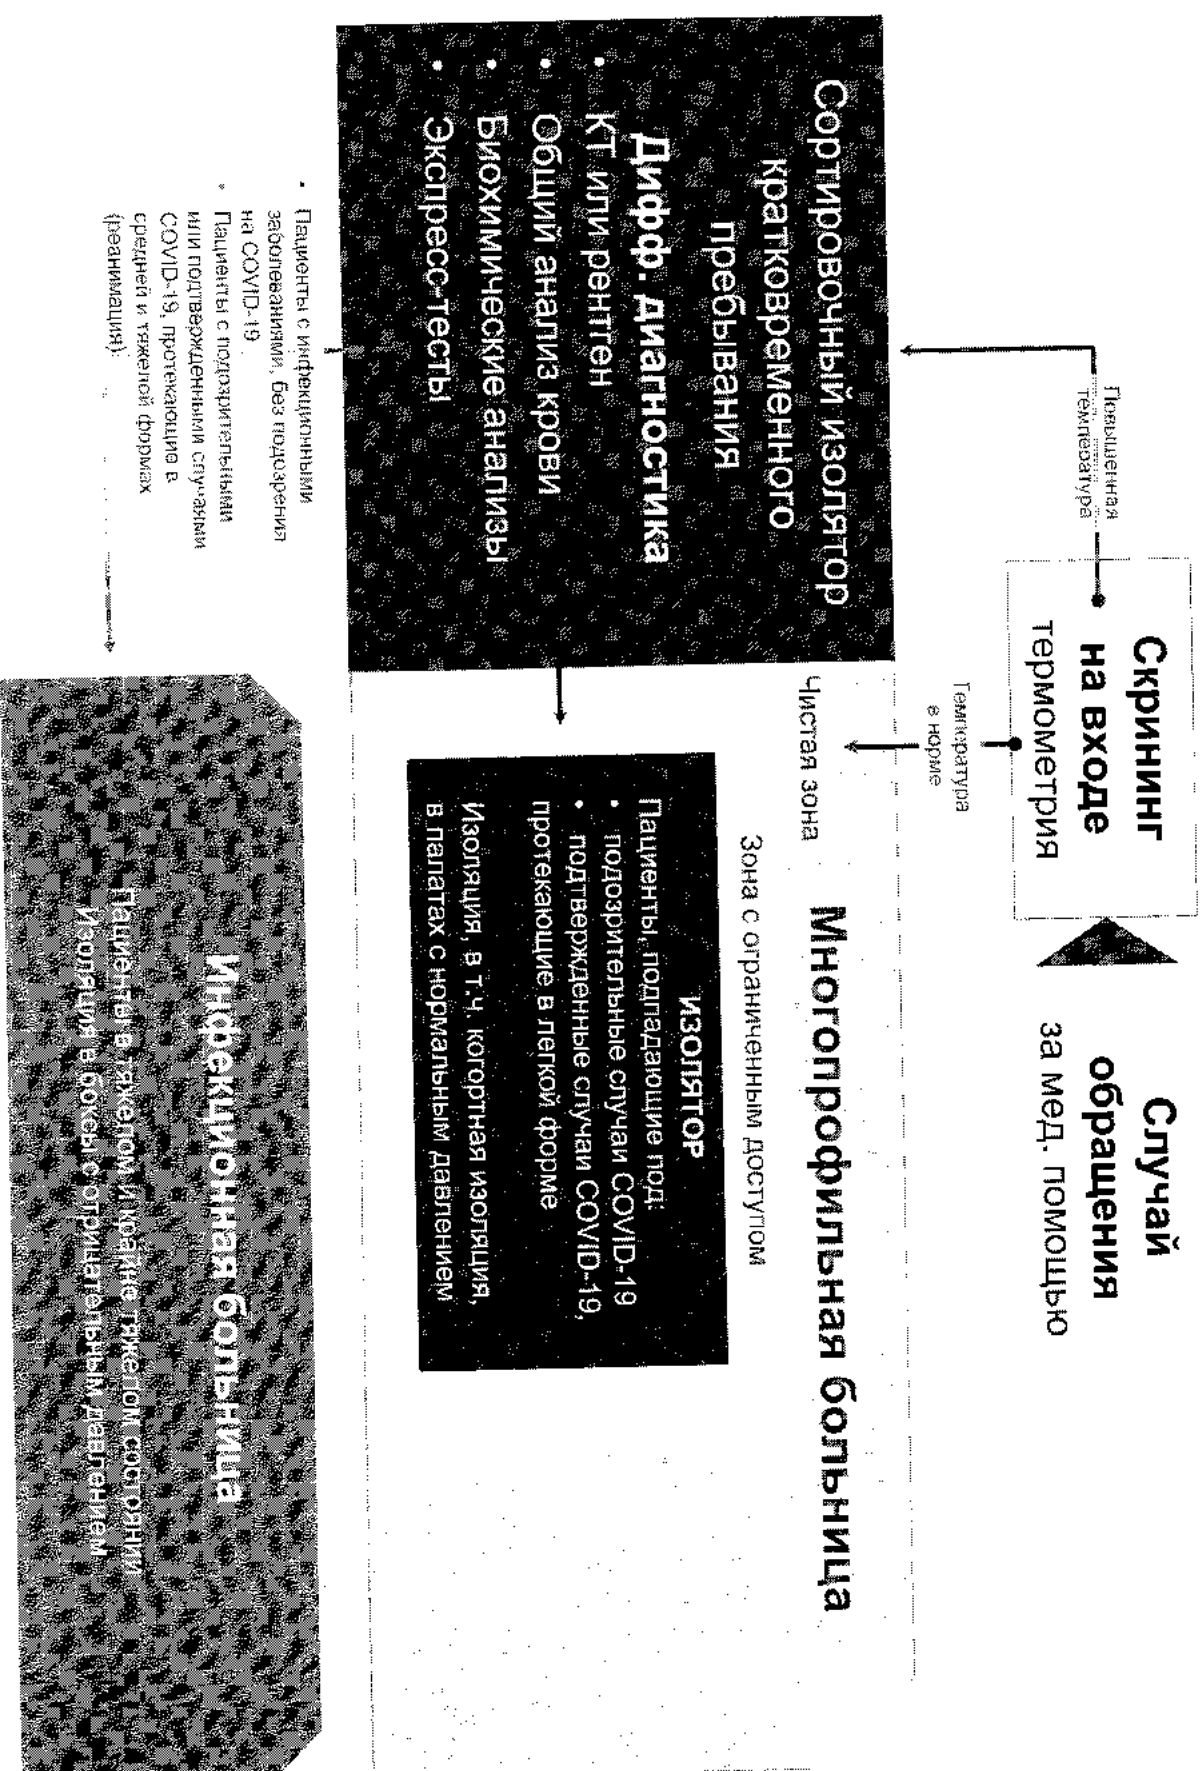 Случай
обращения
за мед. помощью
Скрининг
на входе
термометрия
Повышенная
температура
Температура
в норме
Сортировочный изолятор
кратковременного
пребывания
Дифф. диагностика
• КТ или рентген
• Общий анализ крови
• Биохимические анализы
• Экспресс-тесты
Чистая зона
Многопрофильная больница
Зона с ограниченным доступом
изолятор
Пациенты, подпадающие под:
• подозрительные случаи COVID-19
• подтвержденные случаи COVID-19,
протекающие в легкой форме
Изоляция, в т.ч. когортная изоляция,
в палатах с нормальным давлением
• Пациенты с инфекционными
заболеваниями, без подозрения
на COVID-19
• Пациенты с подозрительными
или подтвержденными случаями
COVID-19, протекающие в
средней и тяжелой формах
(реанимация)
Инфекционная больница
Пациенты в тяжелом и крайне тяжелом состоянии
Изоляция в боксы с отрицательным давлением